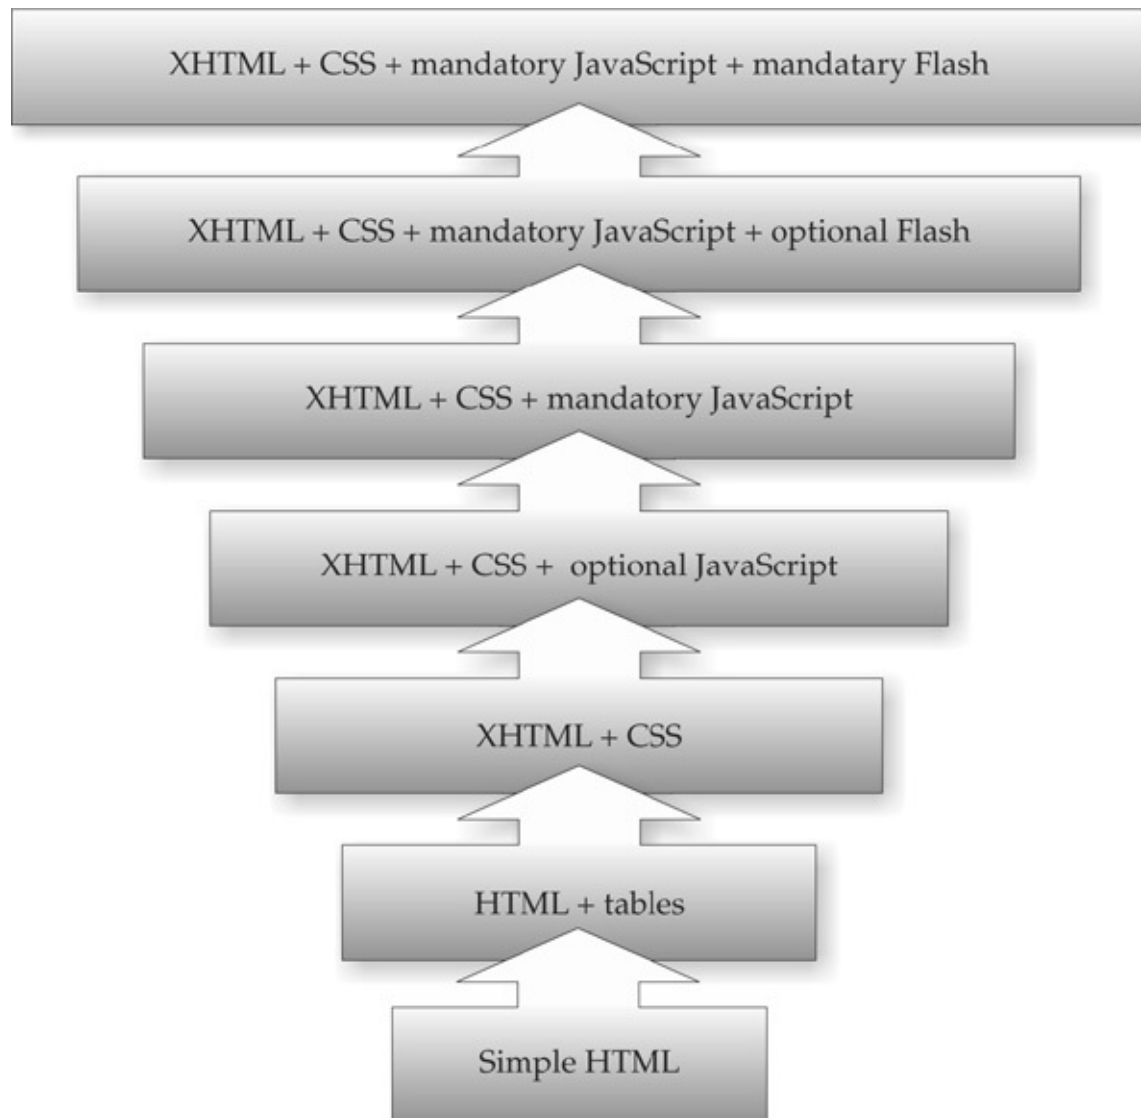 XHTML + CSS + mandatory JavaScript + mandatary Flash
XHTML + CSS + mandatory JavaScript + optional Flash
XHTML + CSS + mandatory JavaScript
XHTML + CSS + optional JavaScript
XHTML + CSS
HTML + tables
Simple HTML